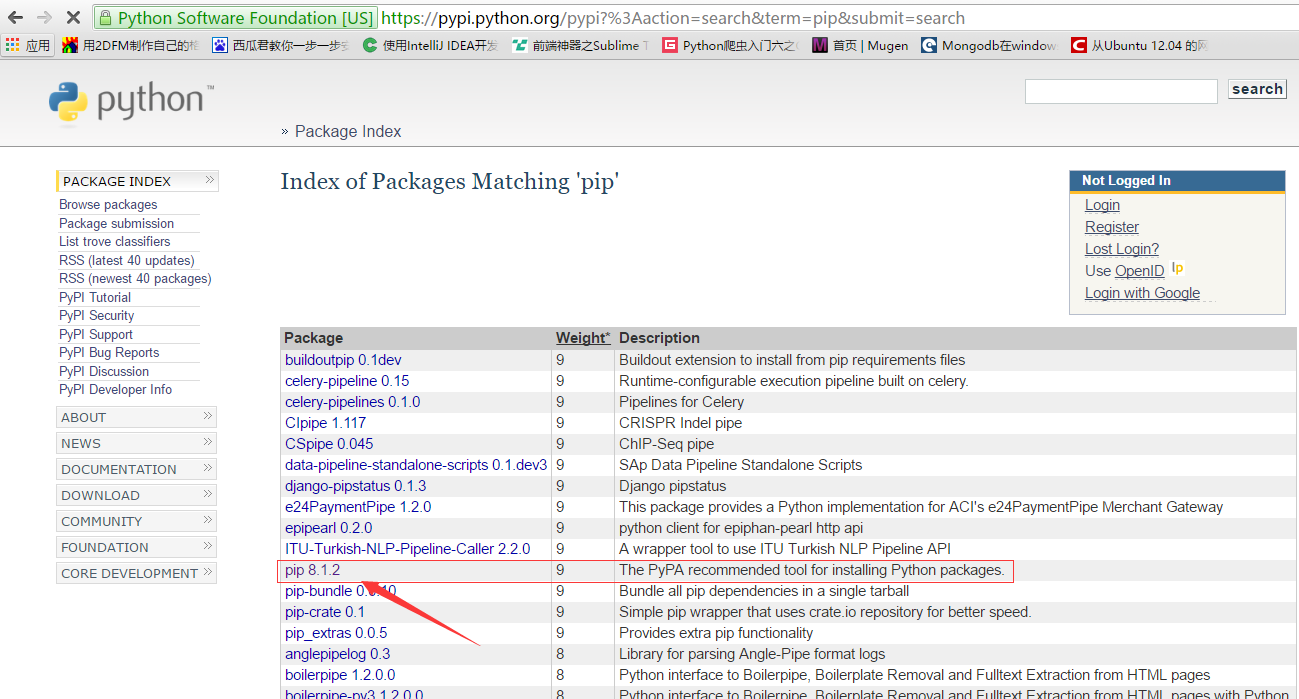 Python Software Foundation [US] https://pypi.python.org/pypi?%3Aaction=search&term=pip&submit=search
应用 用2DFM制作自己的格 西瓜君教你一步一步 使用IntelliJ IDEA开发 前端神器之Sublime Python爬虫入门六之 首页 | Mugen Mongodb在window 从Ubuntu 12.04 的
python™
search
» Package Index
PACKAGE INDEX »
Browse packages
Package submission
List trove classifiers
RSS (latest 40 updates)
RSS (newest 40 packages)
PyPI Tutorial
PyPI Security
PyPI Support
PyPI Bug Reports
PyPI Discussion
PyPI Developer Info
ABOUT »
NEWS »
DOCUMENTATION »
DOWNLOAD »
COMMUNITY »
FOUNDATION »
CORE DEVELOPMENT »
Index of Packages Matching 'pip'
Not Logged In
Login
Register
Lost Login?
Use OpenID lp
Login with Google
Package Weight* Description
buildoutpip 0.1dev 9 Buildout extension to install from pip requirements files
celery-pipeline 0.15 9 Runtime-configurable execution pipeline built on celery.
celery-pipelines 0.1.0 9 Pipelines for Celery
CIpipe 1.117 9 CRISPR Indel pipe
CSpipe 0.045 9 ChIP-Seq pipe
data-pipeline-standalone-scripts 0.1.dev3 9 SAp Data Pipeline Standalone Scripts
django-pipstatus 0.1.3 9 Django pipstatus
e24PaymentPipe 1.2.0 9 This package provides a Python implementation for ACI's e24PaymentPipe Merchant Gateway
epipearl 0.2.0 9 python client for epiphan-pearl http api
ITU-Turkish-NLP-Pipeline-Caller 2.2.0 9 A wrapper tool to use ITU Turkish NLP Pipeline API
pip 8.1.2 9 The PyPA recommended tool for installing Python packages.
pip-bundle 9 Bundle all pip dependencies in a single tarball
pip-crate 0.1 9 Simple pip wrapper that uses crate.io repository for better speed.
pip_extras 0.0.5 9 Provides extra pip functionality
anglepipelog 0.3 8 Library for parsing Angle-Pipe format logs
boilerpipe 1.2.0.0 8 Python interface to Boilerpipe, Boilerplate Removal and Fulltext Extraction from HTML pages
boilerpipe-py3 1.2.0.0 8 Python interface to Boilerpipe, Boilerplate Removal and Fulltext Extraction from HTML pages with Python